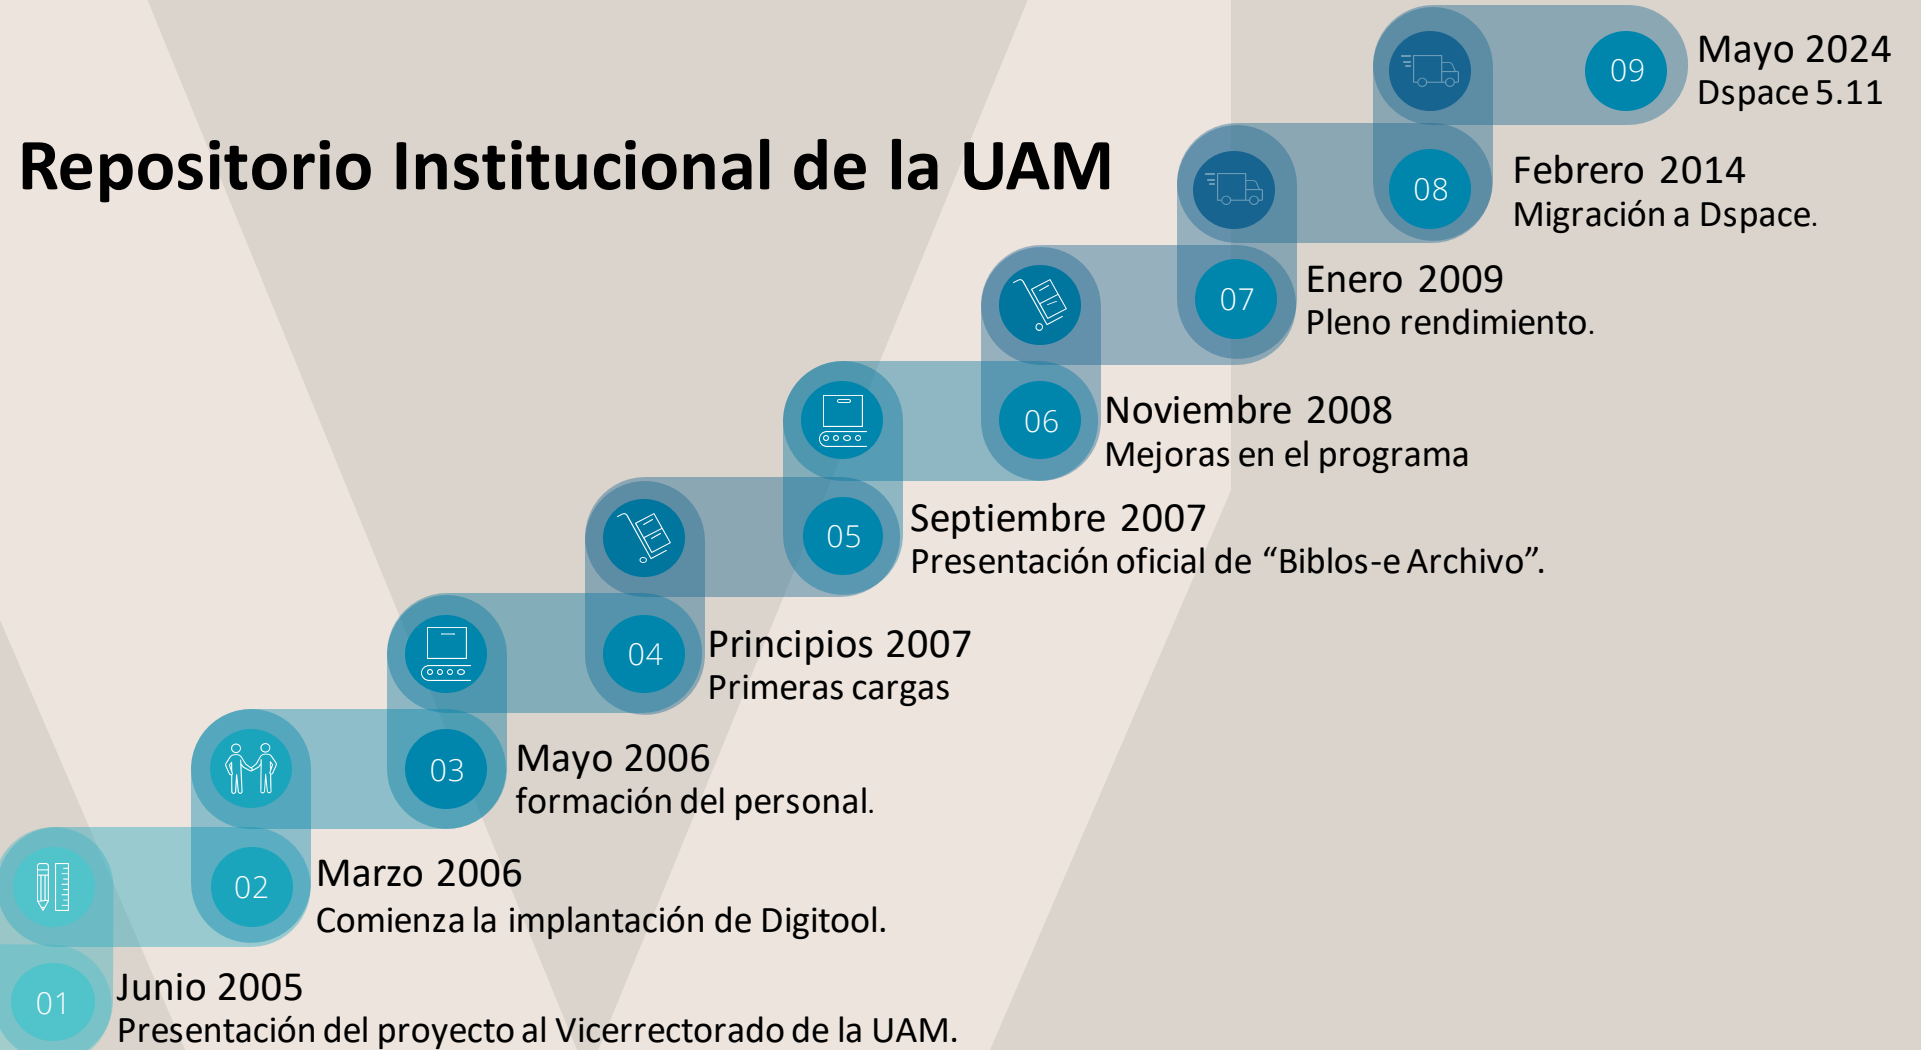 Repositorio Institucional de la UAM
09
Mayo 2024
Dspace 5.11
08
Febrero 2014
Migración a Dspace.
07
Enero 2009
Pleno rendimiento.
06
Noviembre 2008
Mejoras en el programa
05
Septiembre 2007
Presentación oficial de “Biblos-e Archivo”.
04
Principios 2007
Primeras cargas
03
Mayo 2006
formación del personal.
02
Marzo 2006
Comienza la implantación de Digitool.
01
Junio 2005
Presentación del proyecto al Vicerrectorado de la UAM.